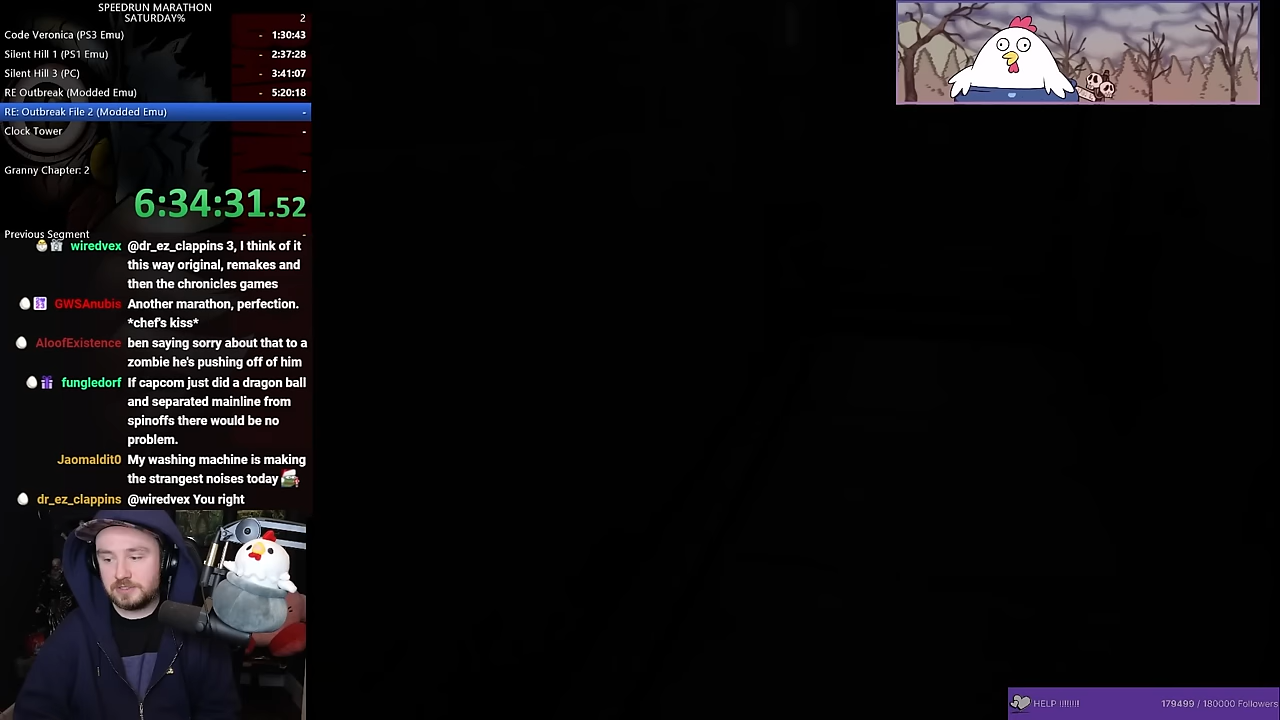 SPEEDRUN MARATHON
SATURDAY%
2
Code Veronica (PS3 Emu) - 1:30:43
Silent Hill 1 (PS1 Emu) - 2:37:28
Silent Hill 3 (PC) - 3:41:07
RE Outbreak (Modded Emu) - 5:20:18
RE: Outbreak File 2 (Modded Emu) -
Clock Tower -
Granny Chapter: 2 -
6:34:31.52
Previous Segment -
wiredvex @dr_ez_clappins 3, I think of it
this way original, remakes and
then the chronicles games
GWSAnubis Another marathon, perfection.
*chef's kiss*
AloofExistence ben saying sorry about that to a
zombie he's pushing off of him
fungledorf If capcom just did a dragon ball
and separated mainline from
spinoffs there would be no
problem.
Jaomaldit0 My washing machine is making
the strangest noises today
dr_ez_clappins @wiredvex You right
HELP !!!!!!! 179499 / 180000 Followers